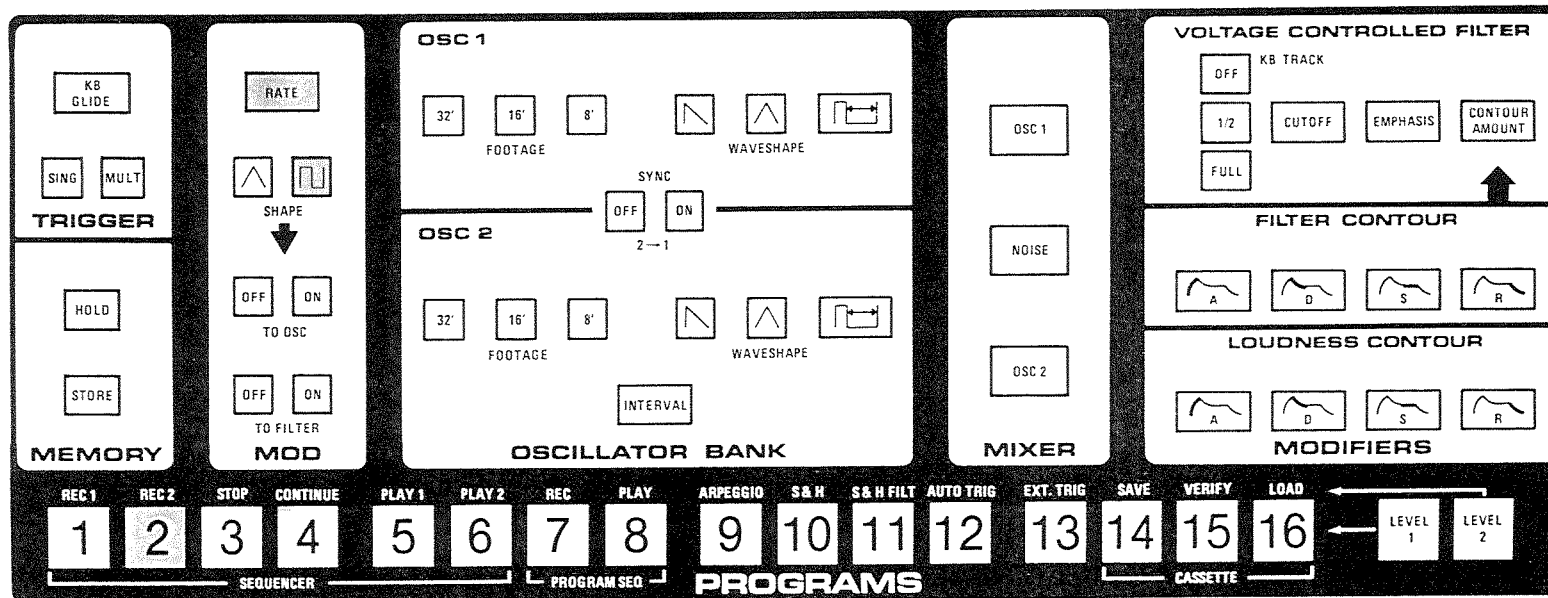 KB
GLIDE
SING MULT
TRIGGER
HOLD
STORE
MEMORY
RATE
SHAPE
OFF ON
TO OSC
OFF ON
TO FILTER
MOD
OSC 1
32' 16' 8'
FOOTAGE
WAVESHAPE
SYNC
OFF ON
2→1
OSC 2
32' 16' 8'
FOOTAGE
WAVESHAPE
INTERVAL
OSCILLATOR BANK
OSC 1
NOISE
OSC 2
MIXER
VOLTAGE CONTROLLED FILTER
OFF KB TRACK
1/2 CUTOFF EMPHASIS CONTOUR
AMOUNT
FULL
FILTER CONTOUR
A D S R
LOUDNESS CONTOUR
A D S R
MODIFIERS
REC 1 REC 2 STOP CONTINUE PLAY 1 PLAY 2 REC PLAY ARPEGGIO S & H S & H FILT AUTO TRIG EXT. TRIG SAVE VERIFY LOAD
1 2 3 4 5 6 7 8 9 10 11 12 13 14 15 16
LEVEL
1
LEVEL
2
SEQUENCER PROGRAM SEQ PROGRAMS CASSETTE